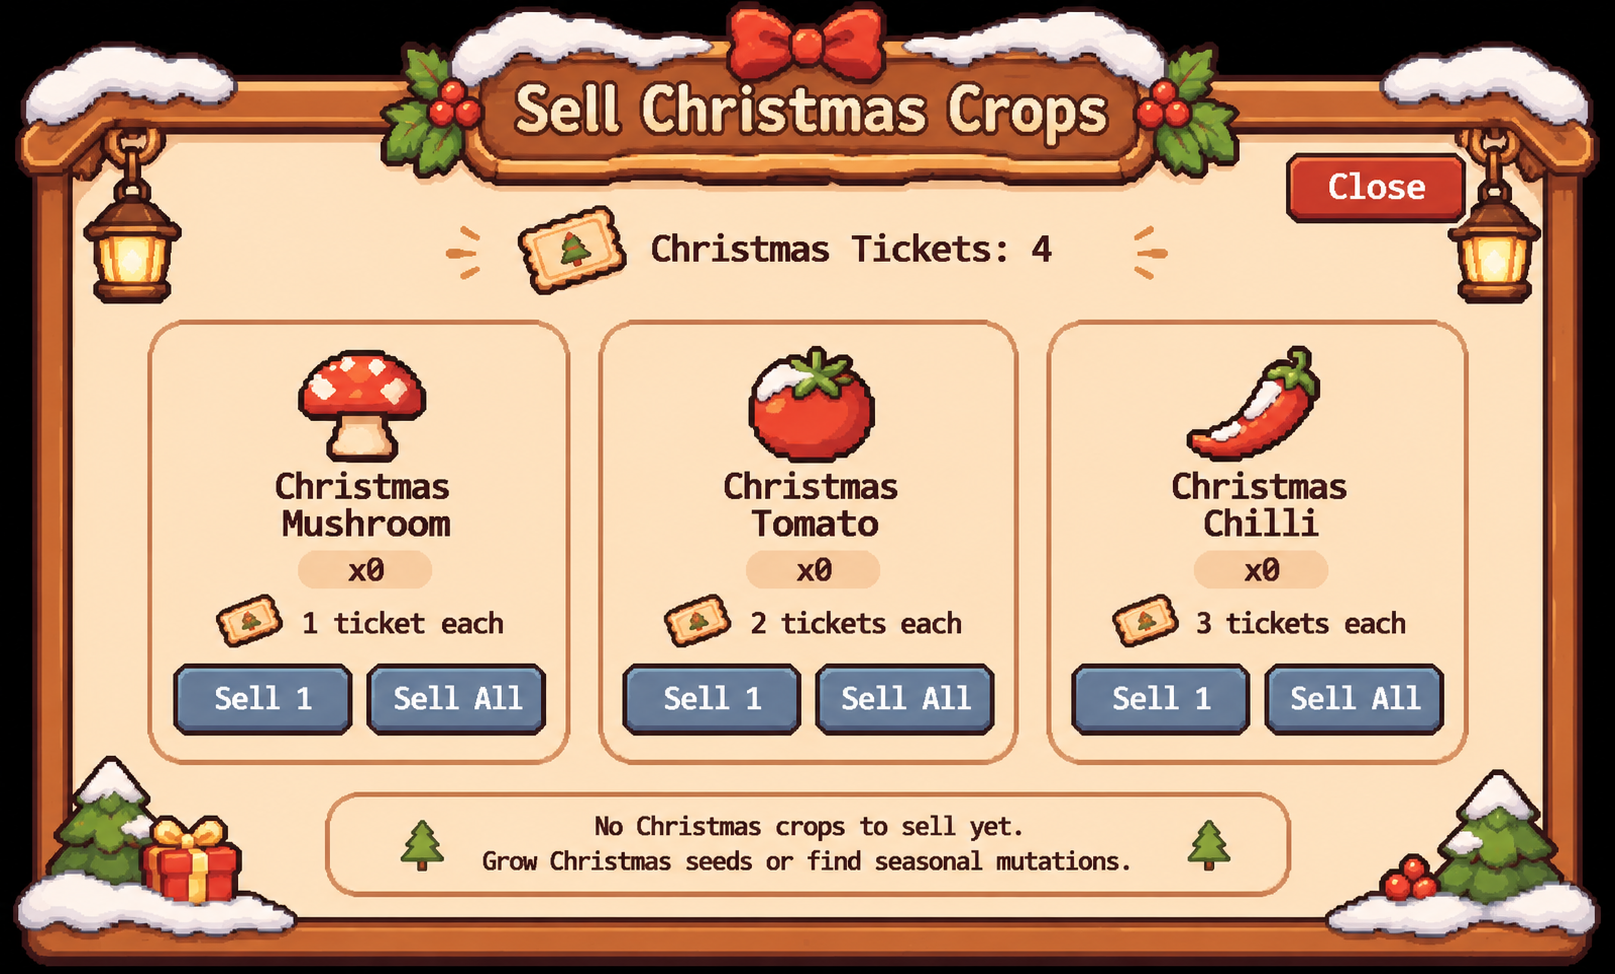 Sell Christmas Crops
Close
Christmas Tickets: 4
Christmas
Mushroom
x0
1 ticket each
Sell 1
Sell All
Christmas
Tomato
x0
2 tickets each
Sell 1
Sell All
Christmas
Chilli
x0
3 tickets each
Sell 1
Sell All
No Christmas crops to sell yet.
Grow Christmas seeds or find seasonal mutations.